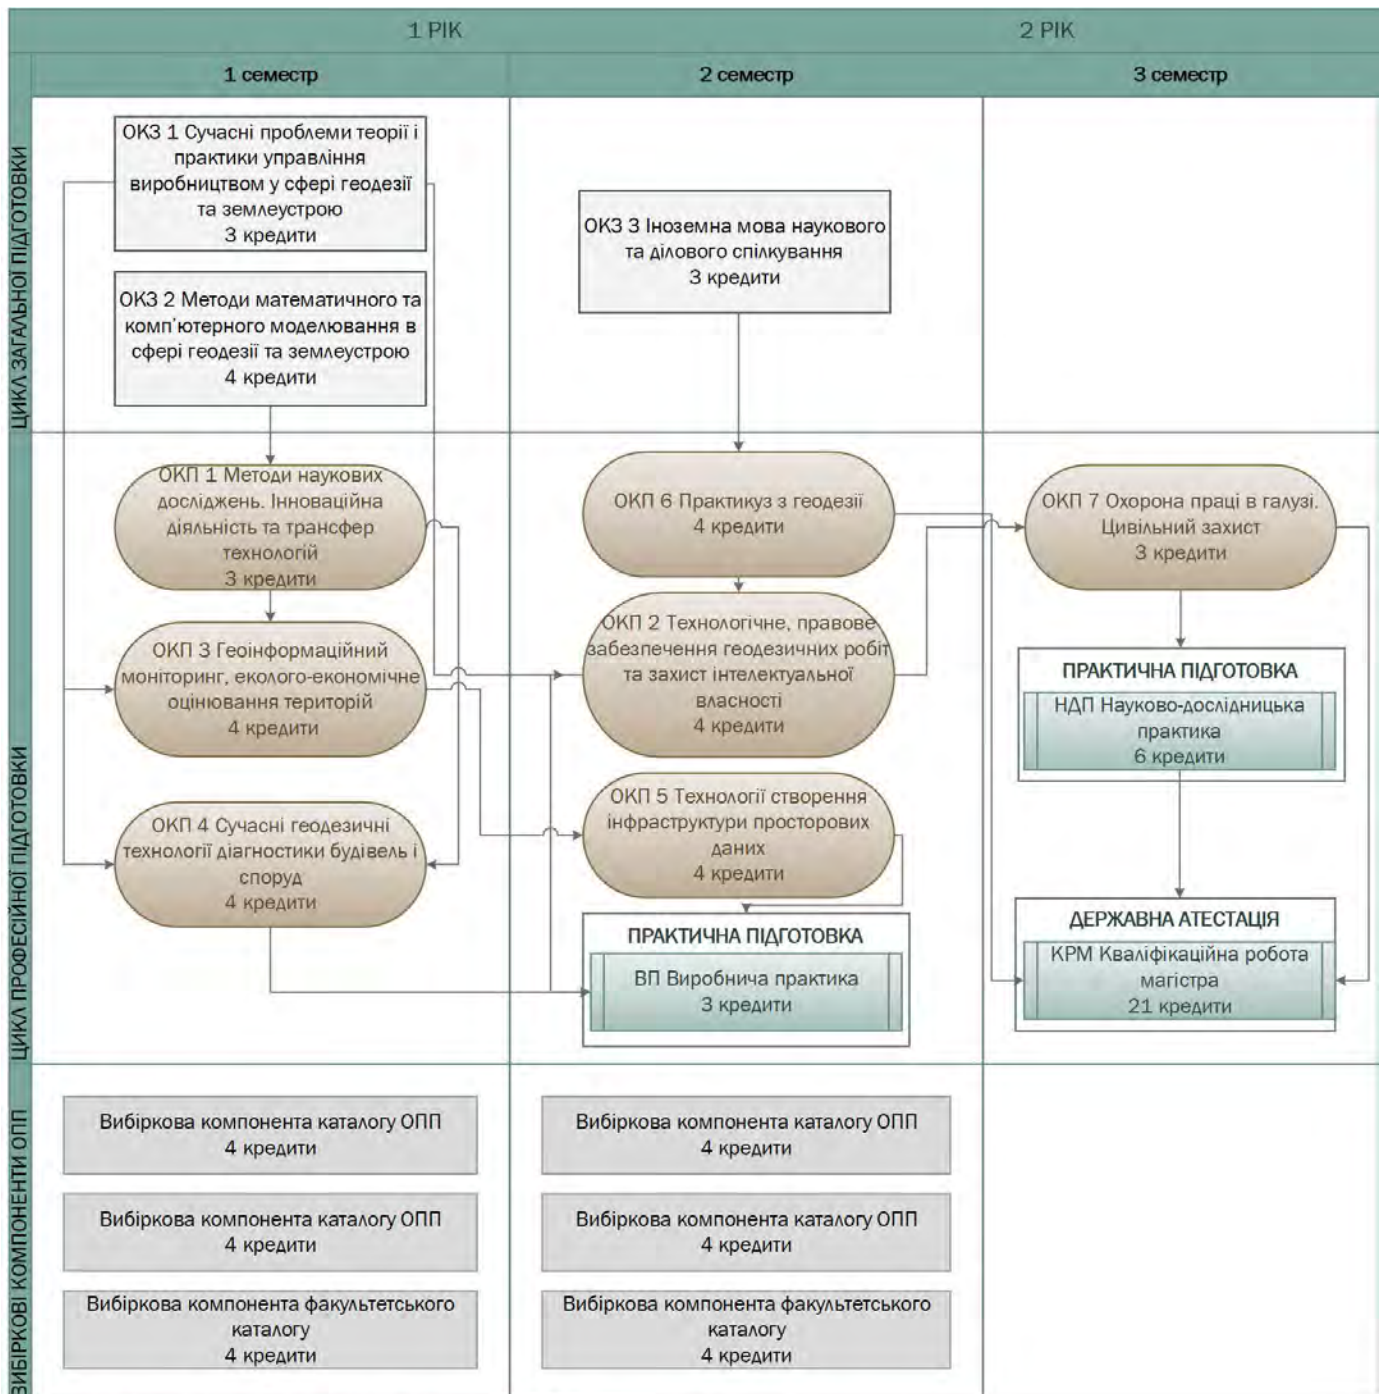 1 РІК
2 РІК
1 семестр
2 семестр
3 семестр
ЦИКЛ ЗАГАЛЬНОЇ ПІДГОТОВКИ
ОКЗ 1 Сучасні проблеми теорії і
практики управління
виробництвом у сфері геодезії
та землеустрою
3 кредити
ОКЗ 2 Методи математичного та
комп'ютерного моделювання в
сфері геодезії та землеустрою
4 кредити
ОКЗ 3 Іноземна мова наукового
та ділового спілкування
3 кредити
ЦИКЛ ПРОФЕСІЙНОЇ ПІДГОТОВКИ
ОКП 1 Методи наукових
досліджень. Інноваційна
діяльність та трансфер
технологій
3 кредити
ОКП 3 Геоінформаційний
моніторинг, еколого-економічне
оцінювання територій
4 кредити
ОКП 4 Сучасні геодезичні
технології діагностики будівель і
споруд
4 кредити
ОКП 6 Практикуз з геодезії
4 кредити
ОКП 2 Технологічне, правове
забезпечення геодезичних робіт
та захист інтелектуальної
власності
4 кредити
ОКП 5 Технології створення
інфраструктури просторових
даних
4 кредити
ПРАКТИЧНА ПІДГОТОВКА
ВП Виробнича практика
3 кредити
ОКП 7 Охорона праці в галузі.
Цивільний захист
3 кредити
ПРАКТИЧНА ПІДГОТОВКА
НДП Науково-дослідницька
практика
6 кредити
ДЕРЖАВНА АТЕСТАЦІЯ
КРМ Кваліфікаційна робота
магістра
21 кредити
ВИБІРКОВІ КОМПОНЕНТИ ОПП
Вибіркова компонента каталогу ОПП
4 кредити
Вибіркова компонента каталогу ОПП
4 кредити
Вибіркова компонента факультетського
каталогу
4 кредити
Вибіркова компонента каталогу ОПП
4 кредити
Вибіркова компонента каталогу ОПП
4 кредити
Вибіркова компонента факультетського
каталогу
4 кредити